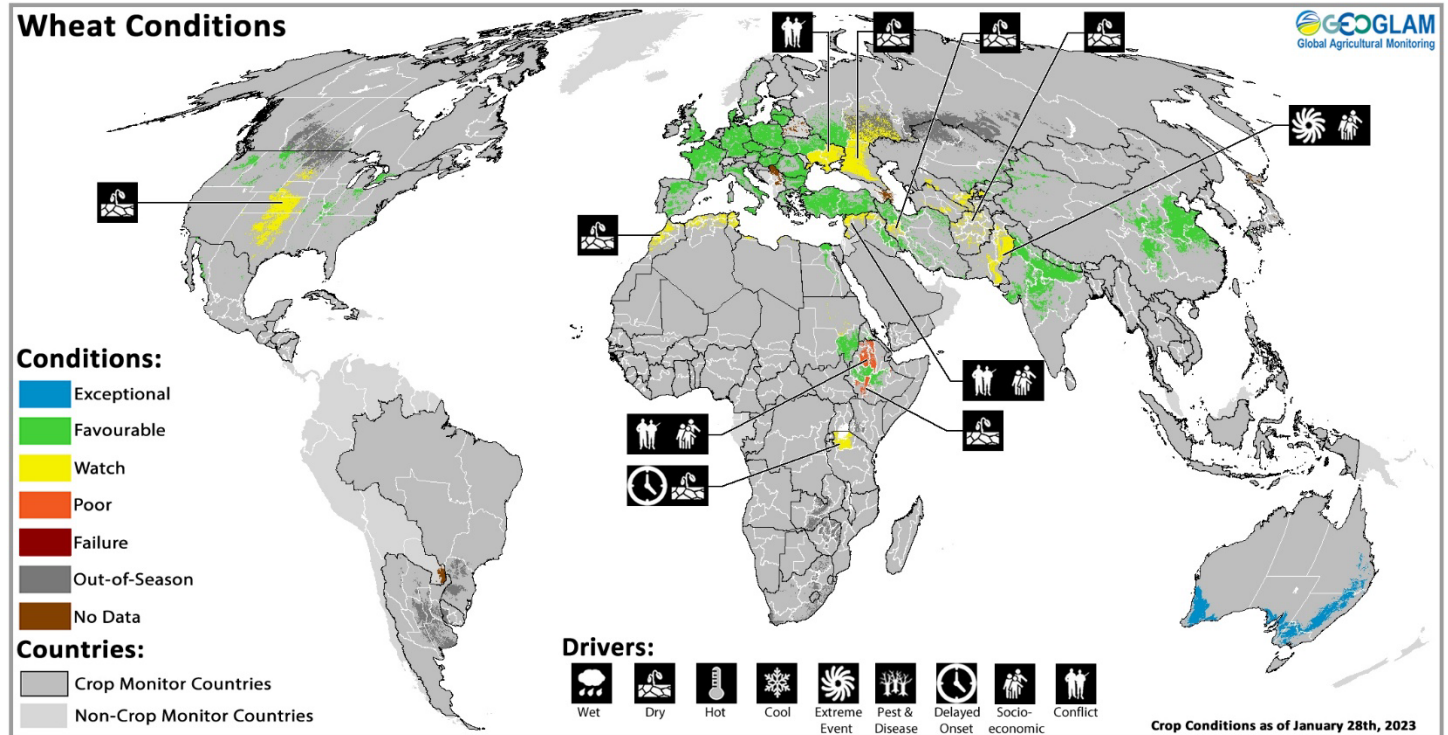 Wheat Conditions
GEOGLAM
Global Agricultural Monitoring
Conditions:
Exceptional
Favourable
Watch
Poor
Failure
Out-of-Season
No Data
Countries:
Crop Monitor Countries
Non-Crop Monitor Countries
Drivers:
Wet
Dry
Hot
Cool
Extreme
Event
Pest &
Disease
Delayed
Onset
Socio-
economic
Conflict
Crop Conditions as of January 28th, 2023